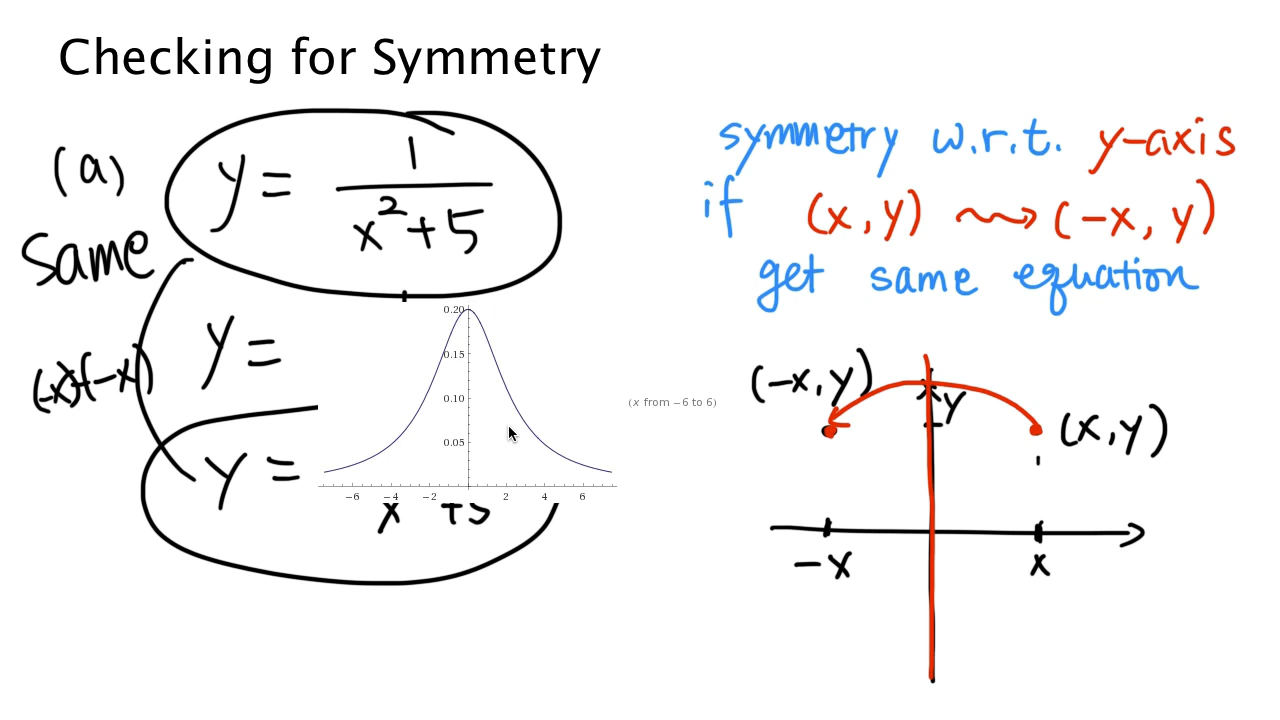 Checking for Symmetry
(a) y = 1 / x² + 5
same
y =
(-x)(-x)
y =
x +5
0.20
0.15
0.10
0.05
−6 −4 −2 2 4 6
(x from −6 to 6)
symmetry w.r.t. y-axis
if (x, y) ⇝ (-x, y)
get same equation
(-x, y)
y
(x, y)
-x x